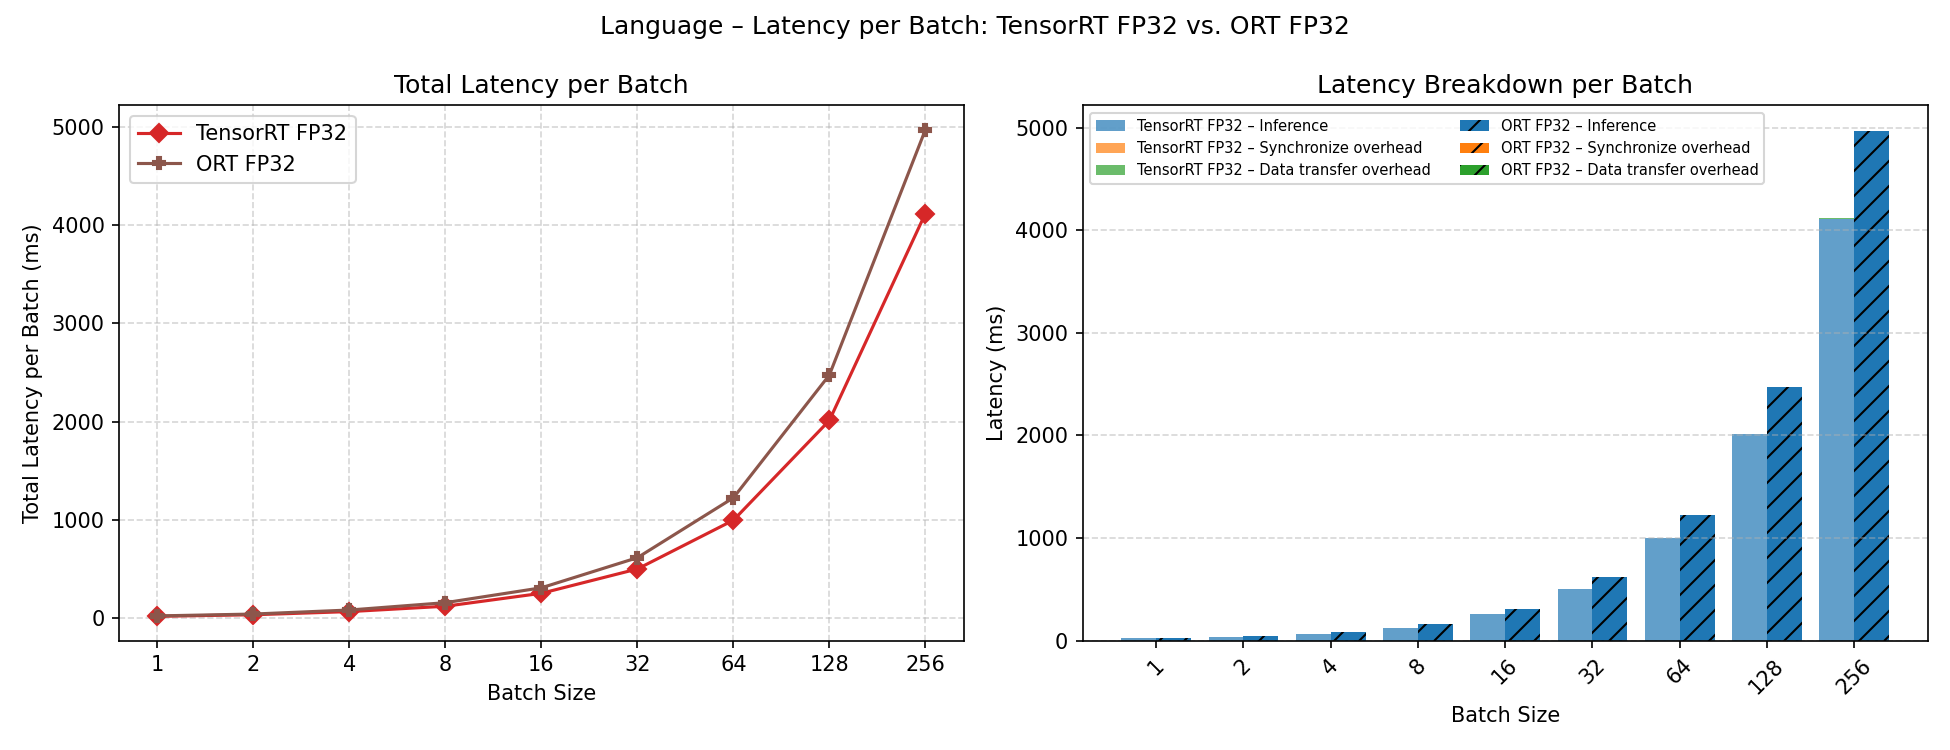 Language – Latency per Batch: TensorRT FP32 vs. ORT FP32
Total Latency per Batch
TensorRT FP32
ORT FP32
5000
4000
3000
2000
1000
0
Total Latency per Batch (ms)
1 2 4 8 16 32 64 128 256
Batch Size
Latency Breakdown per Batch
TensorRT FP32 – Inference
TensorRT FP32 – Synchronize overhead
TensorRT FP32 – Data transfer overhead
ORT FP32 – Inference
ORT FP32 – Synchronize overhead
ORT FP32 – Data transfer overhead
5000
4000
3000
2000
1000
0
Latency (ms)
1 2 4 8 16 32 64 128 256
Batch Size